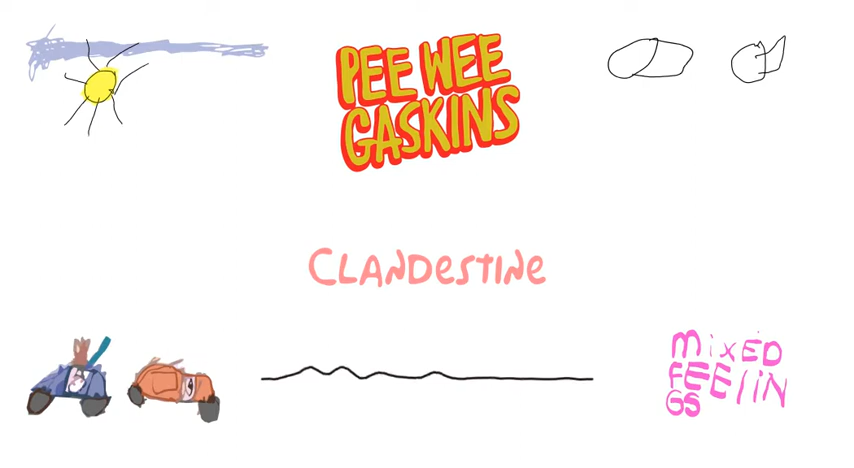 PEE WEE
GASKINS
CLANDESTINE
MIXED
FEELIN
GS